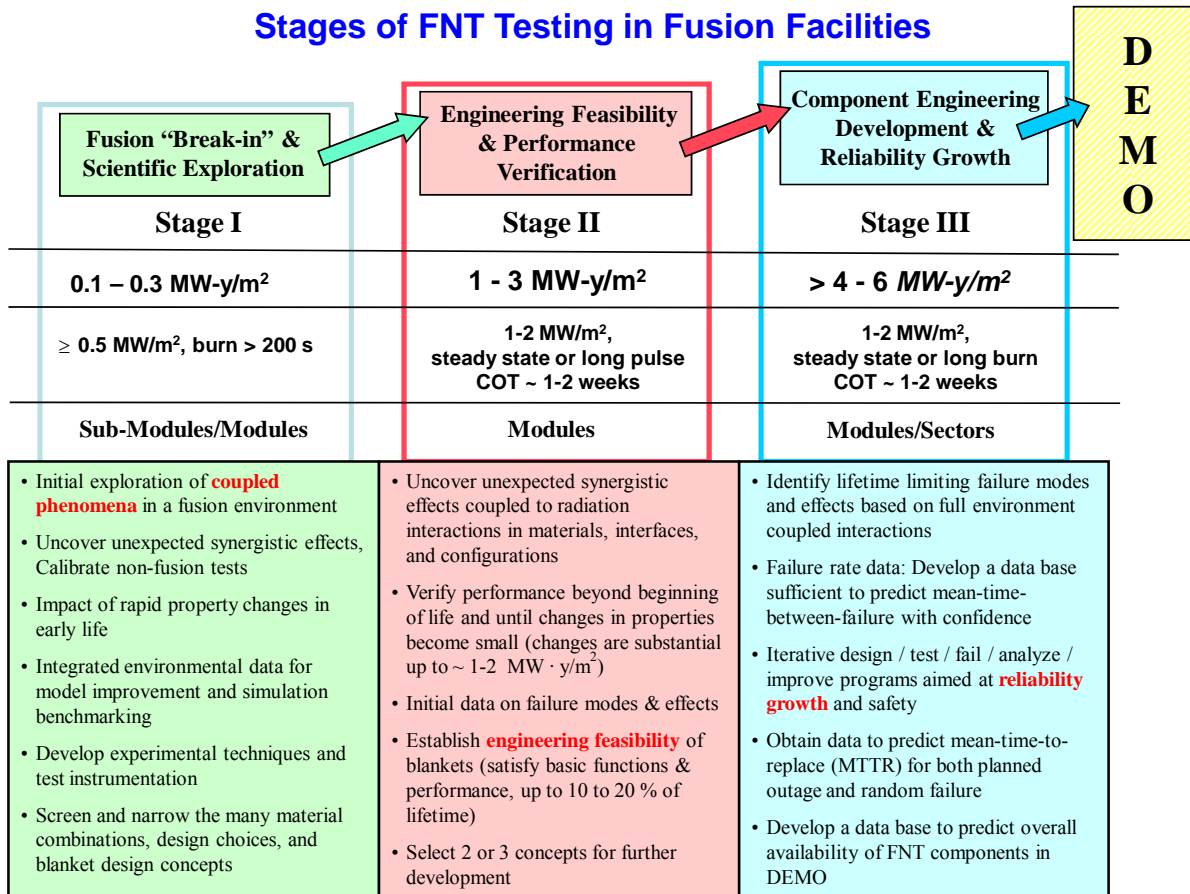 Stages of FNT Testing in Fusion Facilities
D
E
M
O
Fusion “Break-in” &
Scientific Exploration
Engineering Feasibility
& Performance
Verification
Component Engineering
Development &
Reliability Growth
Stage I
Stage II
Stage III
0.1 – 0.3 MW-y/m²
1 - 3 MW-y/m²
> 4 - 6 MW-y/m²
≥ 0.5 MW/m², burn > 200 s
1-2 MW/m²,
steady state or long pulse
COT ~ 1-2 weeks
1-2 MW/m²,
steady state or long burn
COT ~ 1-2 weeks
Sub-Modules/Modules
Modules
Modules/Sectors
• Initial exploration of coupled
phenomena in a fusion environment
• Uncover unexpected synergistic effects,
Calibrate non-fusion tests
• Impact of rapid property changes in
early life
• Integrated environmental data for
model improvement and simulation
benchmarking
• Develop experimental techniques and
test instrumentation
• Screen and narrow the many material
combinations, design choices, and
blanket design concepts
• Uncover unexpected synergistic
effects coupled to radiation
interactions in materials, interfaces,
and configurations
• Verify performance beyond beginning
of life and until changes in properties
become small (changes are substantial
up to ~ 1-2 MW · y/m²)
• Initial data on failure modes & effects
• Establish engineering feasibility of
blankets (satisfy basic functions &
performance, up to 10 to 20 % of
lifetime)
• Select 2 or 3 concepts for further
development
• Identify lifetime limiting failure modes
and effects based on full environment
coupled interactions
• Failure rate data: Develop a data base
sufficient to predict mean-time-
between-failure with confidence
• Iterative design / test / fail / analyze /
improve programs aimed at reliability
growth and safety
• Obtain data to predict mean-time-to-
replace (MTTR) for both planned
outage and random failure
• Develop a data base to predict overall
availability of FNT components in
DEMO